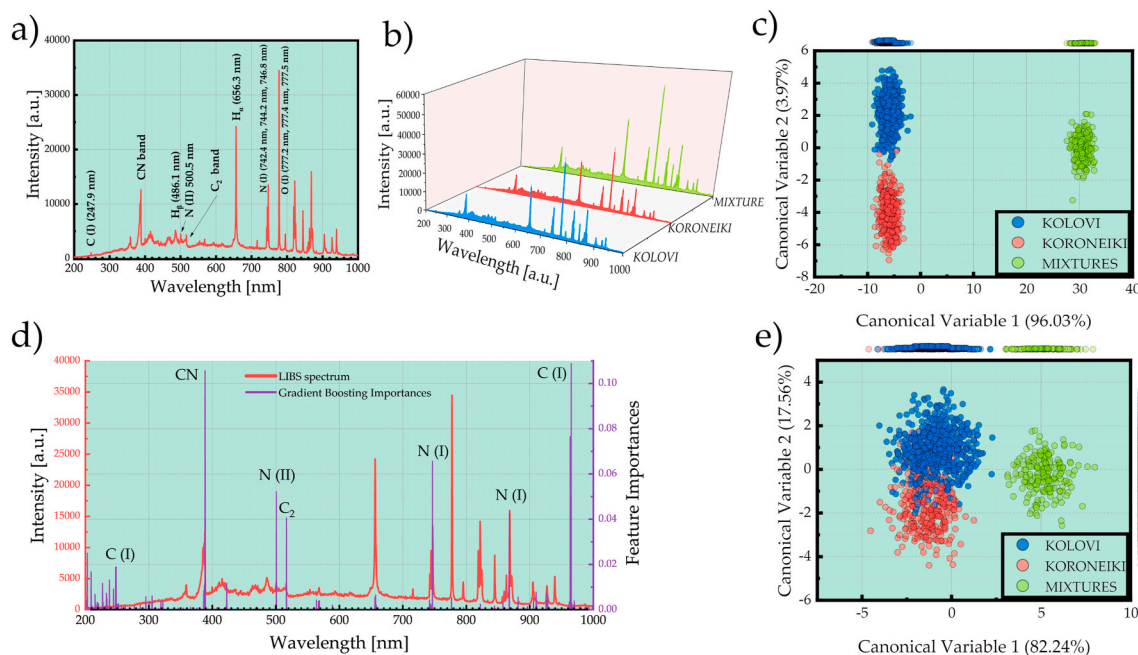 a)
40000
30000
20000
10000
0
Intensity [a.u.]
C (I) (247.9 nm)
CN band
Hβ (486.1 nm)
N (II) 500.5 nm
C2 band
Hα (656.3 nm)
N (I) (742.4 nm, 744.2 nm, 746.8 nm)
O (I) (777.2 nm, 777.4 nm, 777.5 nm)
200 300 400 500 600 700 800 900 1000
Wavelength [nm]
b)
60000
50000
40000
30000
20000
10000
0
Intensity [a.u.]
200 300 400 500 600 700 800 900 1000
Wavelength [a.u.]
MIXTURE
KORONEIKI
KOLOVI
c)
6
4
2
0
-2
-4
-6
-8
Canonical Variable 2 (3.97%)
KOLOVI
KORONEIKI
MIXTURES
-20 -10 0 10 20 30 40
Canonical Variable 1 (96.03%)
d)
40000
35000
30000
25000
20000
15000
10000
5000
0
Intensity [a.u.]
LIBS spectrum
Gradient Boosting Importances
C (I)
CN
N (II)
C2
N (I)
N (I)
C (I)
0.10
0.08
0.06
0.04
0.02
0.00
Feature Importances
200 300 400 500 600 700 800 900 1000
Wavelength [nm]
e)
6
4
2
0
-2
-4
-6
Canonical Variable 2 (17.56%)
KOLOVI
KORONEIKI
MIXTURES
-5 0 5 10
Canonical Variable 1 (82.24%)